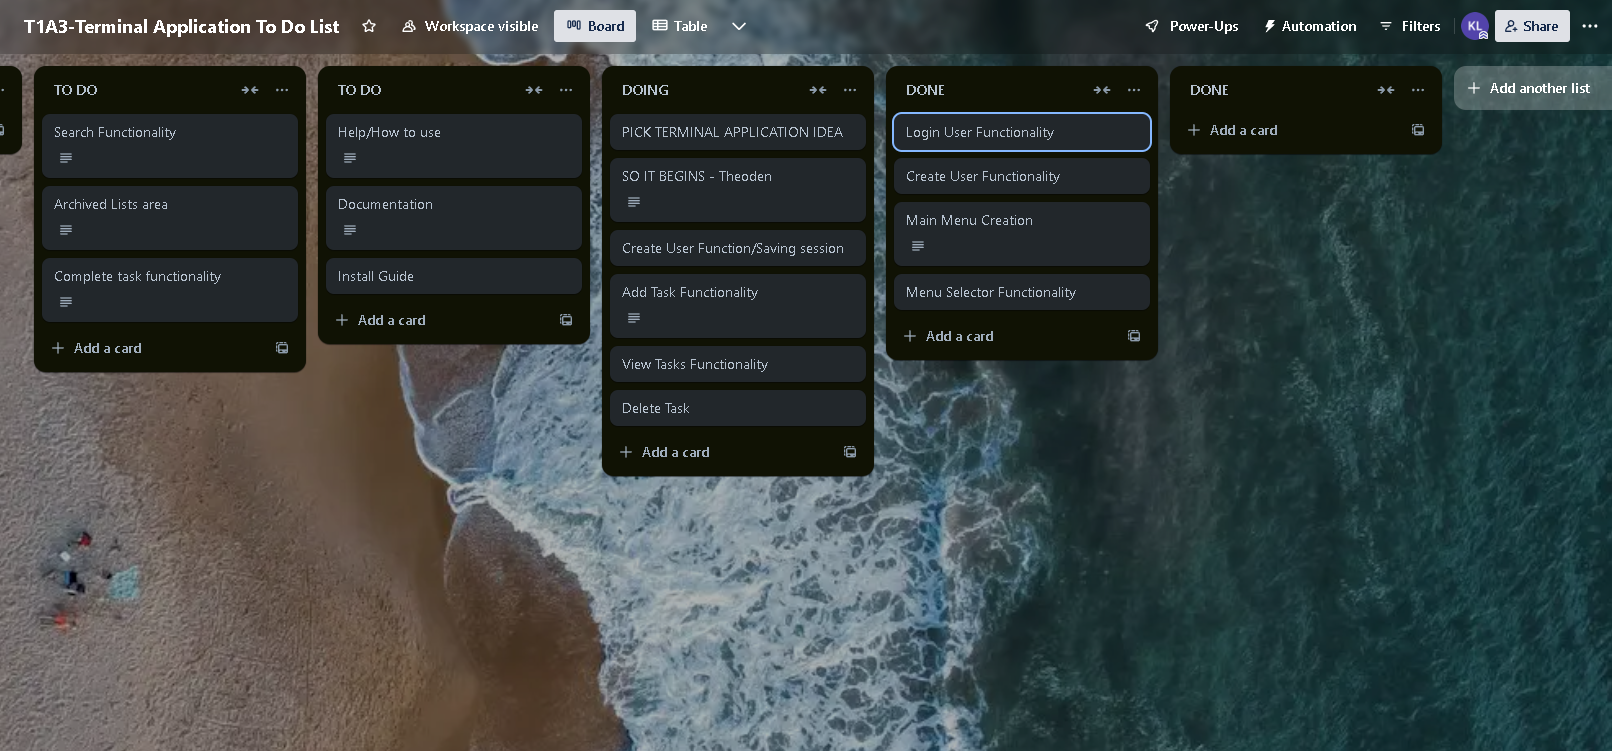 T1A3-Terminal Application To Do List
Workspace visible
Board
Table
Power-Ups
Automation
Filters
KL
Share
TO DO
Search Functionality
Archived Lists area
Complete task functionality
Add a card
TO DO
Help/How to use
Documentation
Install Guide
Add a card
DOING
PICK TERMINAL APPLICATION IDEA
SO IT BEGINS - Theoden
Create User Function/Saving session
Add Task Functionality
View Tasks Functionality
Delete Task
Add a card
DONE
Login User Functionality
Create User Functionality
Main Menu Creation
Menu Selector Functionality
Add a card
DONE
Add a card
Add another list